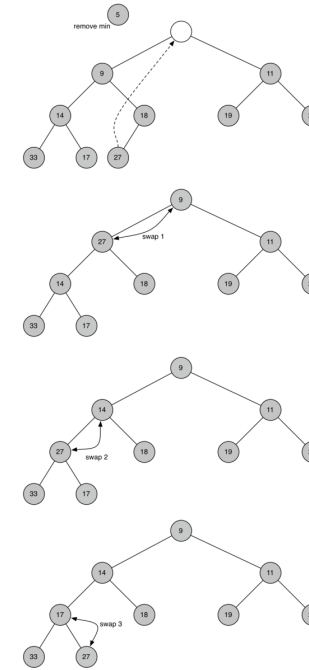 5
remove min
9 11
14 18 19
33 17 27
9
swap 1
27 11
14 18 19
33 17
9
14 11
27 18 19
swap 2
33 17
9
14 11
17 18 19
swap 3
33 27